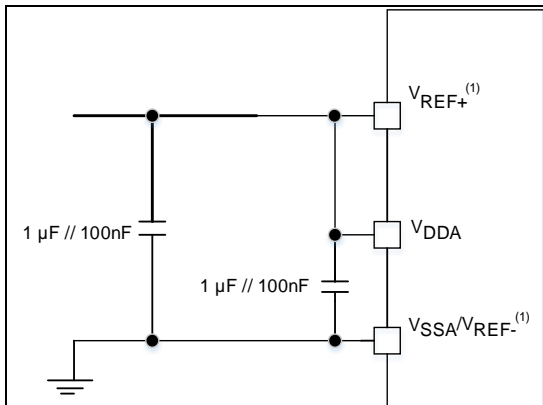 VREF+(1)
1 µF // 100nF
VDDA
1 µF // 100nF
VSSA/VREF-(1)